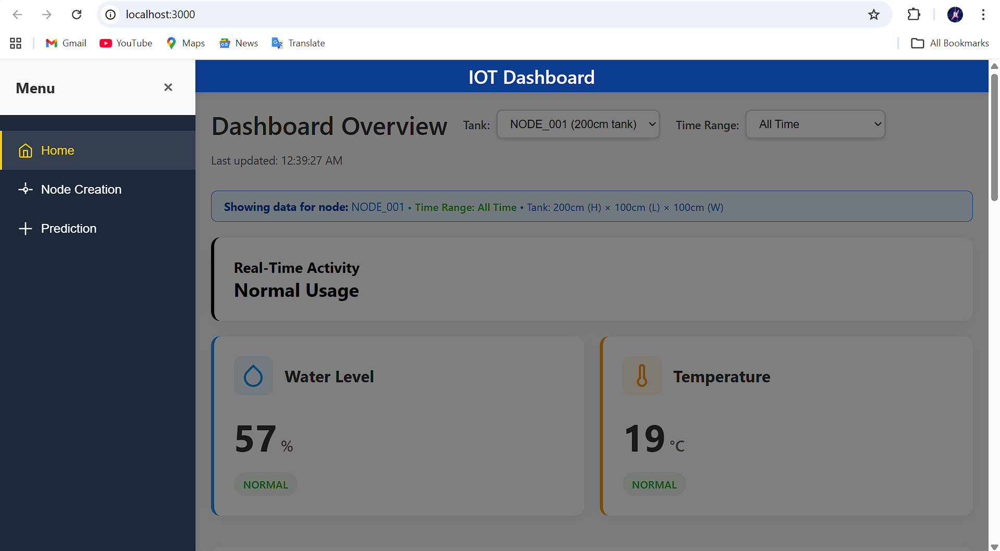 localhost:3000
Gmail YouTube Maps News Translate All Bookmarks
Menu ×
Home
Node Creation
Prediction
IOT Dashboard
Dashboard Overview Tank: NODE_001 (200cm tank) Time Range: All Time
Last updated: 12:39:27 AM
Showing data for node: NODE_001 • Time Range: All Time • Tank: 200cm (H) × 100cm (L) × 100cm (W)
Real-Time Activity
Normal Usage
Water Level
57 %
NORMAL
Temperature
19 °C
NORMAL